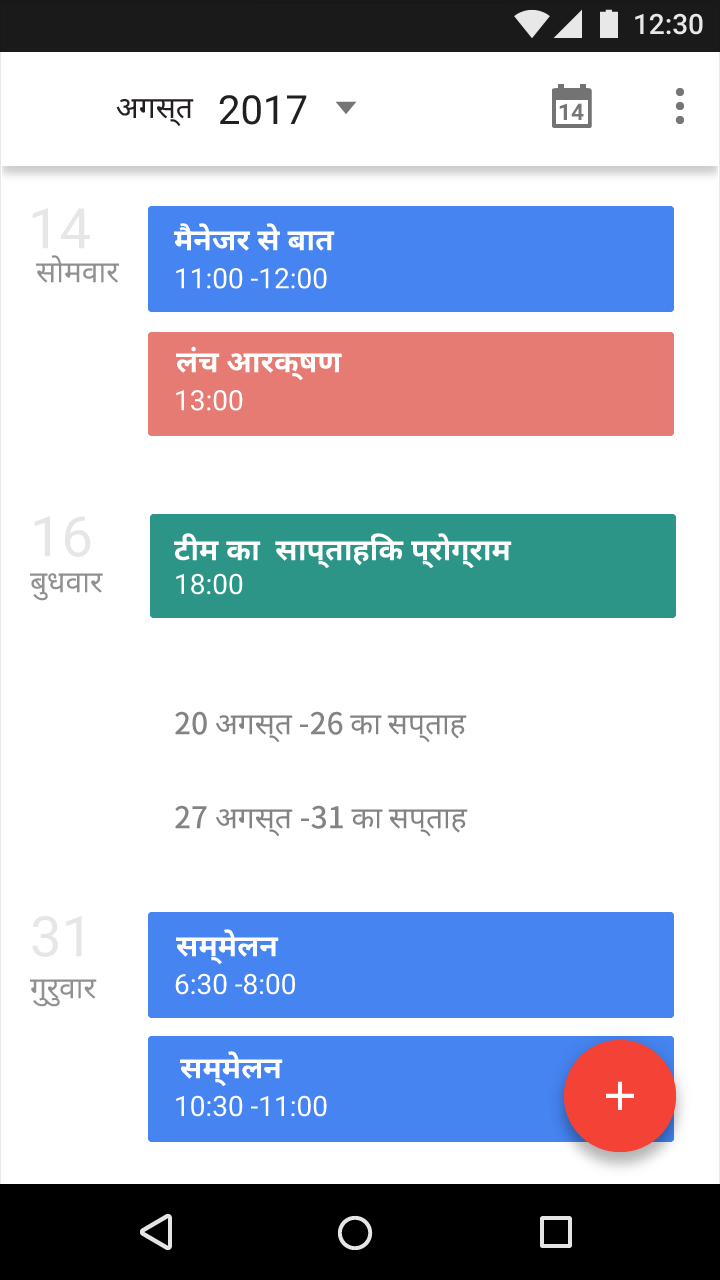 12:30
अगस्त 2017
14
14
सोमवार
मैनेजर से बात
11:00 -12:00
लंच आरक्षण
13:00
16
बुधवार
टीम का साप्ताहिक प्रोग्राम
18:00
20 अगस्त -26 का सप्ताह
27 अगस्त -31 का सप्ताह
31
गुरुवार
सम्मेलन
6:30 -8:00
सम्मेलन
10:30 -11:00
+